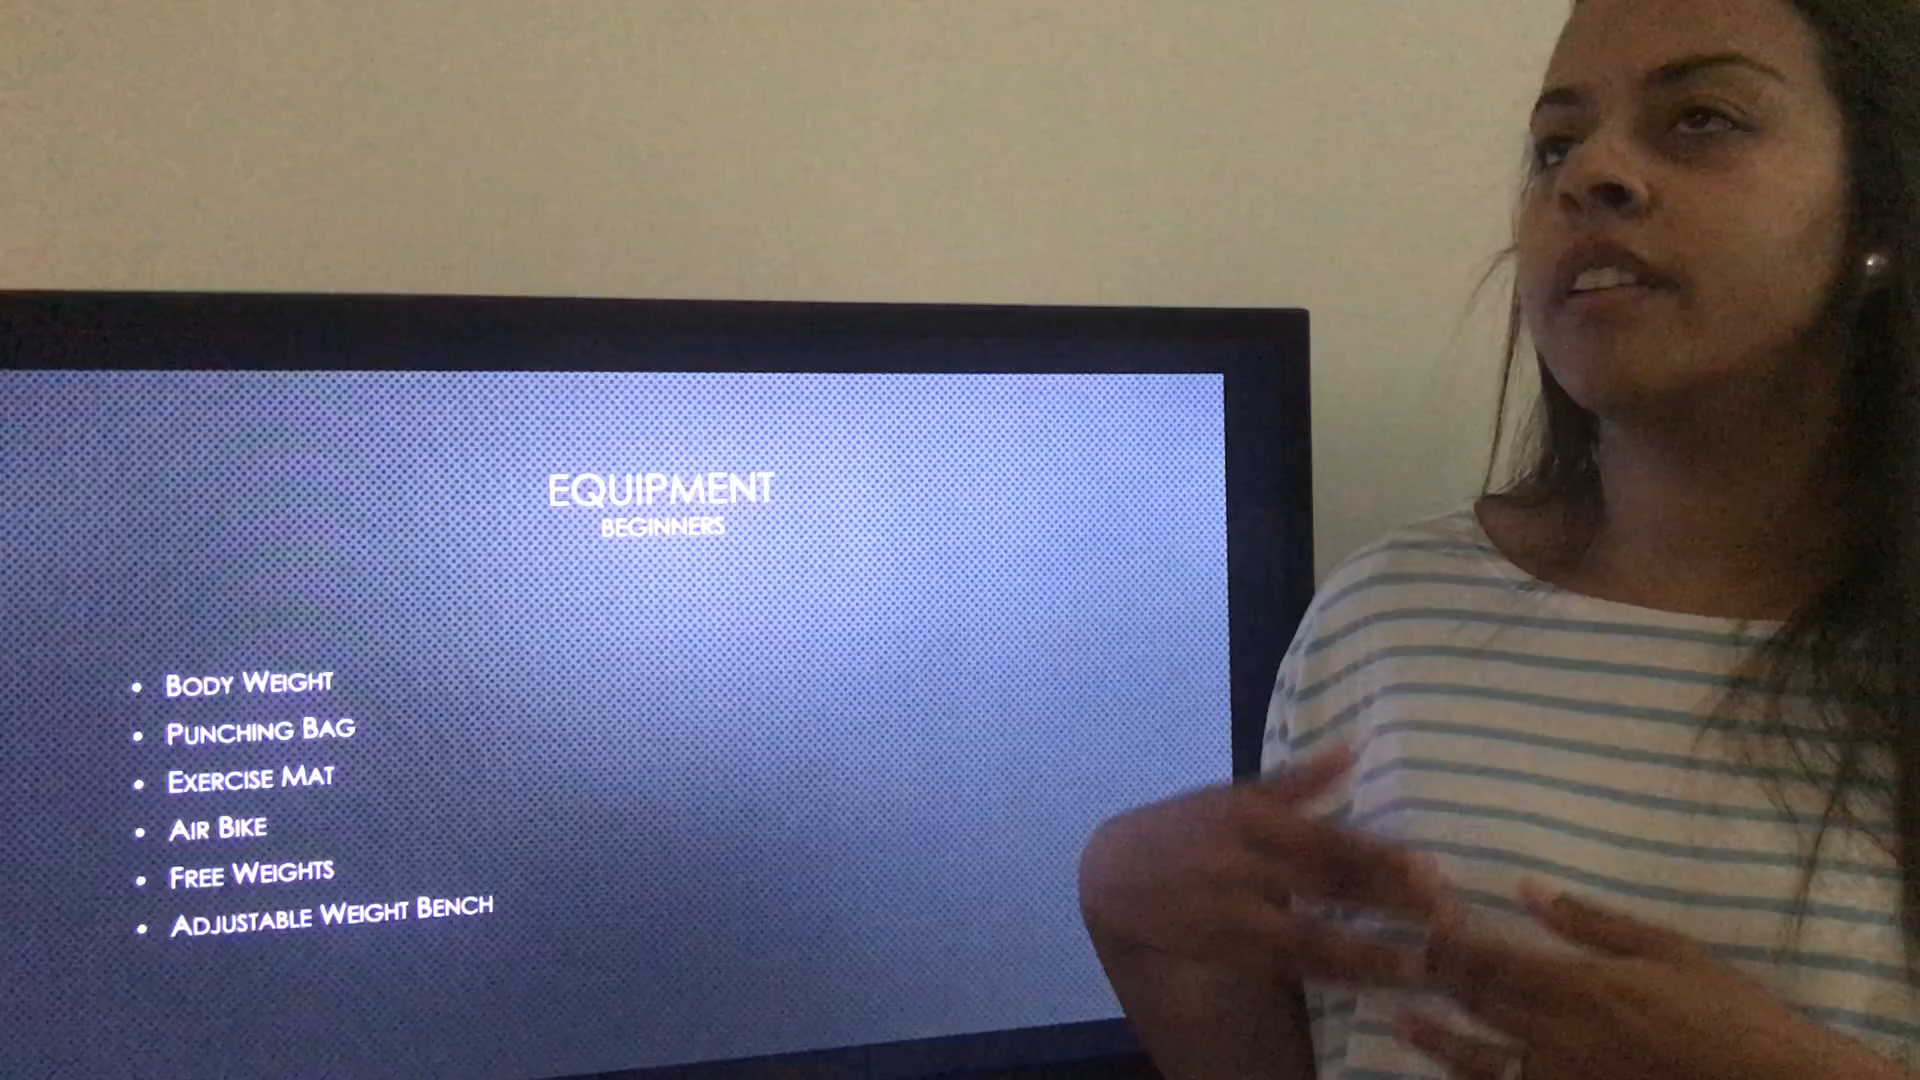 EQUIPMENT
BEGINNERS
• BODY WEIGHT
• PUNCHING BAG
• EXERCISE MAT
• AIR BIKE
• FREE WEIGHTS
• ADJUSTABLE WEIGHT BENCH